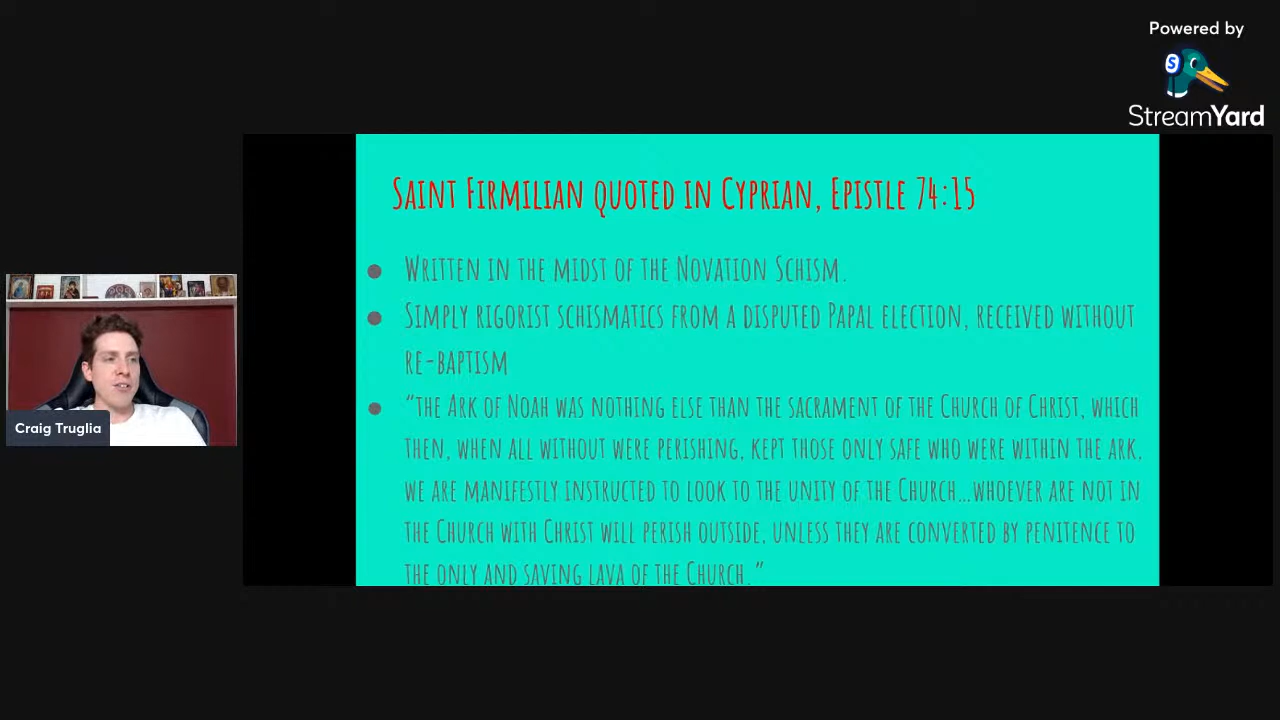 Powered by
S
StreamYard
Saint Firmilian quoted in Cyprian, Epistle 74:15
● Written in the midst of the Novation Schism.
● Simply rigorist schismatics from a disputed Papal election, received without
re-baptism
● “the Ark of Noah was nothing else than the sacrament of the Church of Christ, which
then, when all without were perishing, kept those only safe who were within the ark,
we are manifestly instructed to look to the unity of the Church…whoever are not in
the Church with Christ will perish outside, unless they are converted by penitence to
the only and saving lava of the Church.”
Craig Truglia